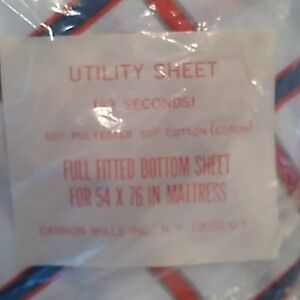 UTILITY SHEET
SECONDS)
50% POLYESTER 50% COTTON (COTON)
FULL FITTED BOTTOM SHEET
FOR 54 X 76 IN MATTRESS
CANNON MILLS INC., N.Y. 10020 U.S.